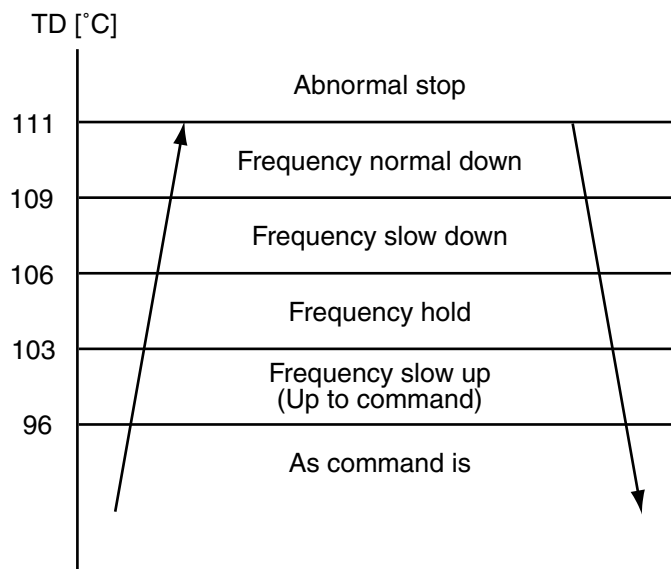 TD [˚C]
Abnormal stop
111
Frequency normal down
109
Frequency slow down
106
Frequency hold
103
Frequency slow up
(Up to command)
96
As command is